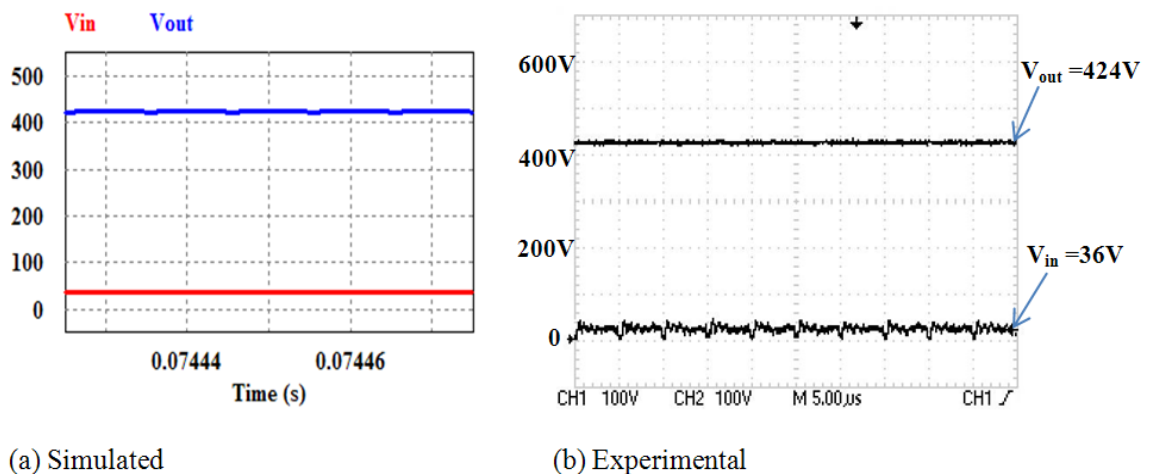 Vin Vout
500
400
300
200
100
0
0.07444 0.07446
Time (s)
600V
400V
200V
0
Vout =424V
Vin =36V
CH1 100V CH2 100V M 5.00µs CH1
(a) Simulated
(b) Experimental